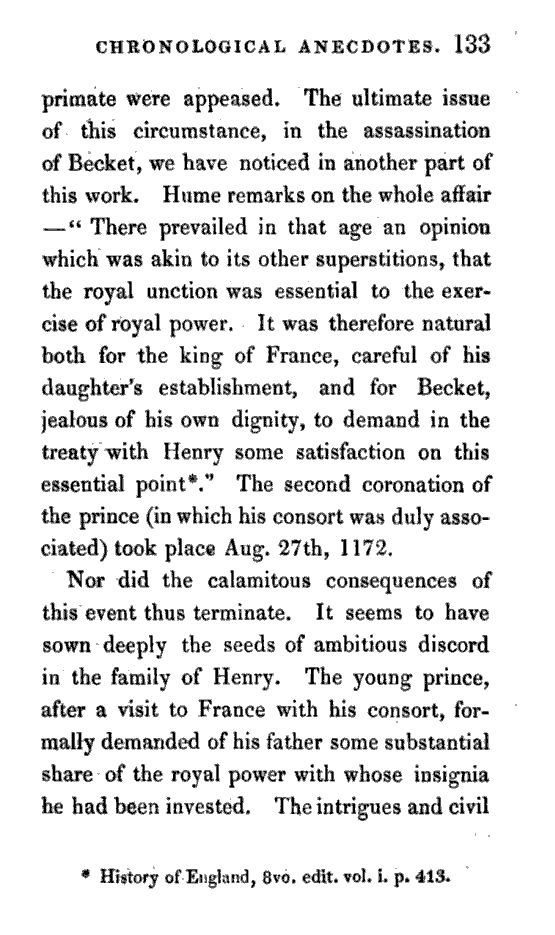 CHRONOLOGICAL ANECDOTES. 133
primate were appeased. The ultimate issue
of this circumstance, in the assassination
of Becket, we have noticed in another part of
this work. Hume remarks on the whole affair
—“ There prevailed in that age an opinion
which was akin to its other superstitions, that
the royal unction was essential to the exer-
cise of royal power. It was therefore natural
both for the king of France, careful of his
daughter's establishment, and for Becket,
jealous of his own dignity, to demand in the
treaty with Henry some satisfaction on this
essential point*.” The second coronation of
the prince (in which his consort was duly asso-
ciated) took place Aug. 27th, 1172.
Nor did the calamitous consequences of
this event thus terminate. It seems to have
sown deeply the seeds of ambitious discord
in the family of Henry. The young prince,
after a visit to France with his consort, for-
mally demanded of his father some substantial
share of the royal power with whose insignia
he had been invested. The intrigues and civil
* History of England, 8vo. edit. vol. i. p. 413.